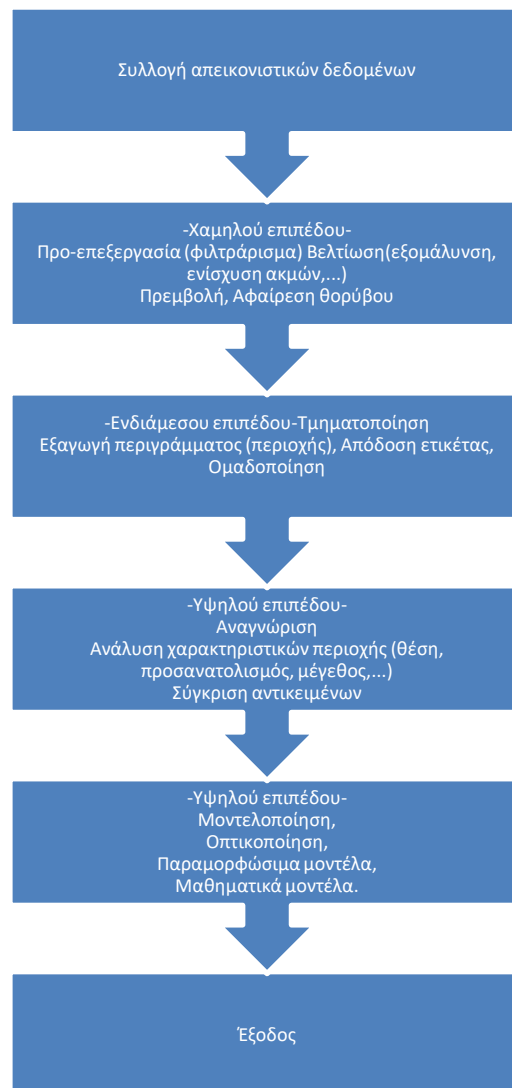 Συλλογή απεικονιστικών δεδομένων
-Χαμηλού επιπέδου-
Προ-επεξεργασία (φιλτράρισμα) Βελτίωση(εξομάλυνση,
ενίσχυση ακμών,...)
Πρεμβολή, Αφαίρεση θορύβου
-Ενδιάμεσου επιπέδου-Τμηματοποίηση
Εξαγωγή περιγράμματος (περιοχής), Απόδοση ετικέτας,
Ομαδοποίηση
-Υψηλού επιπέδου-
Αναγνώριση
Ανάλυση χαρακτηριστικών περιοχής (θέση,
προσανατολισμός, μέγεθος,...)
Σύγκριση αντικειμένων
-Υψηλού επιπέδου-
Μοντελοποίηση,
Οπτικοποίηση,
Παραμορφώσιμα μοντέλα,
Μαθηματικά μοντέλα.
Έξοδος